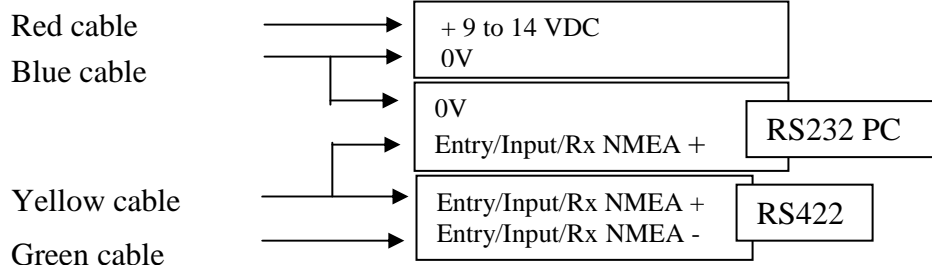 Red cable
+ 9 to 14 VDC
0V
Blue cable
0V
Entry/Input/Rx NMEA +
RS232 PC
Yellow cable
Entry/Input/Rx NMEA +
Entry/Input/Rx NMEA -
RS422
Green cable